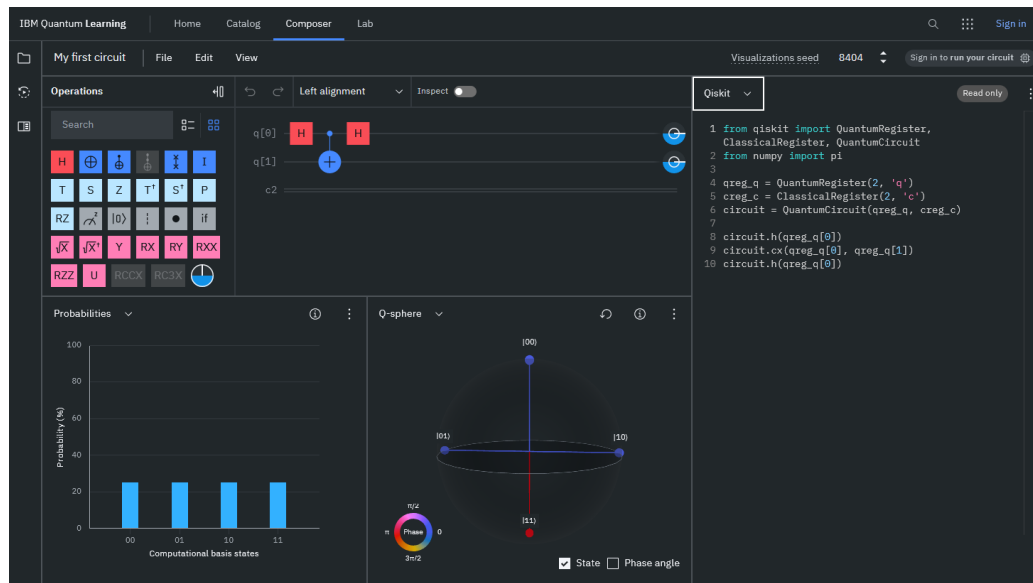 IBM Quantum Learning Home Catalog Composer Lab Sign in
My first circuit File Edit View Visualizations seed 8404 Sign in to run your circuit
Operations Left alignment Inspect
Search
H I
T S Z T† S† P
RZ |0⟩ if
√X √X† Y RX RY RXX
RZZ U RCCX RC3X
q[0] H H
q[1]
c2
Qiskit Read only
1 from qiskit import QuantumRegister,
ClassicalRegister, QuantumCircuit
2 from numpy import pi
3
4 qreg_q = QuantumRegister(2, 'q')
5 creg_c = ClassicalRegister(2, 'c')
6 circuit = QuantumCircuit(qreg_q, creg_c)
7
8 circuit.h(qreg_q[0])
9 circuit.cx(qreg_q[0], qreg_q[1])
10 circuit.h(qreg_q[0])
Probabilities
100
80
60
40
20
0
Probability (%)
00 01 10 11
Computational basis states
Q-sphere
|00⟩
|01⟩ |10⟩
|11⟩
π/2
π Phase 0
3π/2
State Phase angle